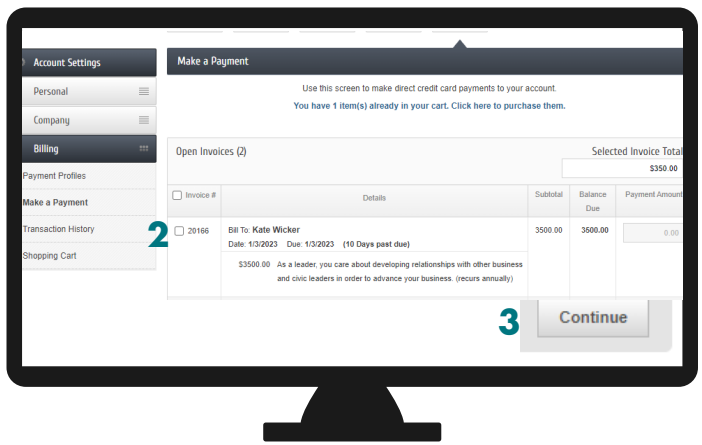 Account Settings
Personal
Company
Billing
Payment Profiles
Make a Payment
Transaction History
Shopping Cart
Make a Payment
Use this screen to make direct credit card payments to your account.
You have 1 item(s) already in your cart. Click here to purchase them.
Open Invoices (2)
Selected Invoice Total
$350.00
Invoice #
Details
Subtotal
Balance
Due
Payment Amount
2
20166
Bill To: Kate Wicker
3500.00
3500.00
0.00
Date: 1/3/2023 Due: 1/3/2023 (10 Days past due)
$3500.00 As a leader, you care about developing relationships with other business
and civic leaders in order to advance your business. (recurs annually)
3
Continue